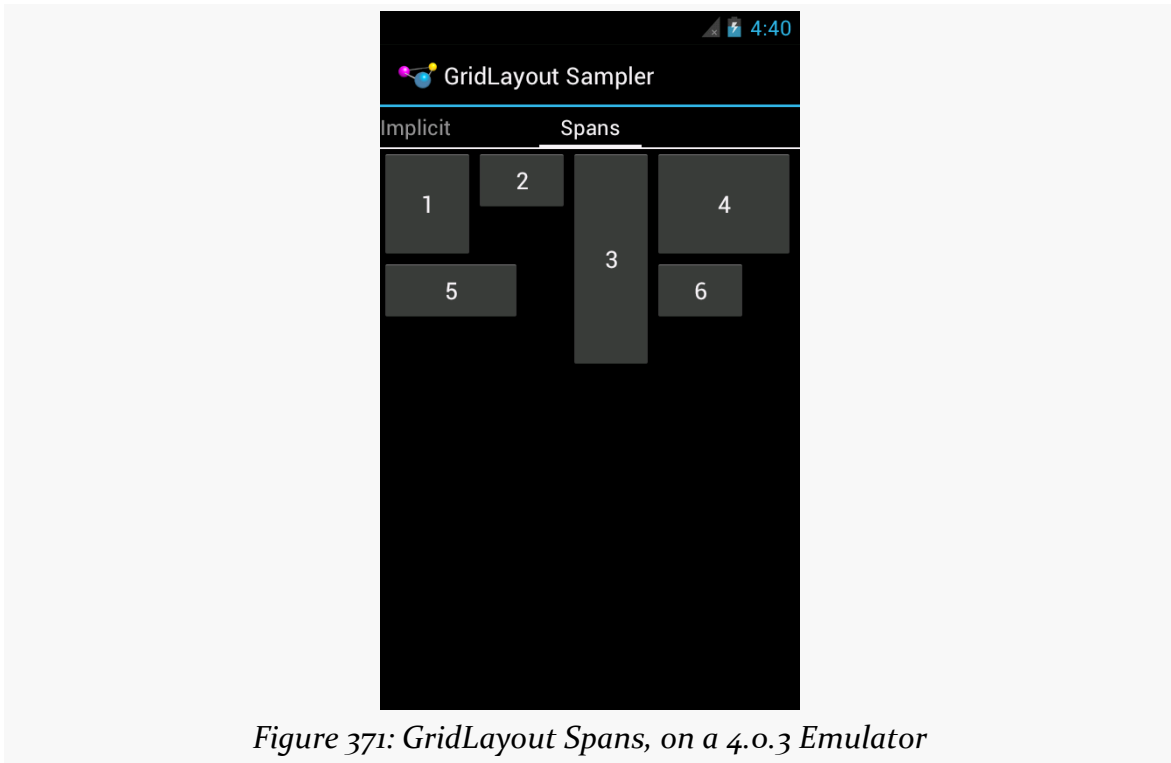 4:40
GridLayout Sampler
Implicit Spans
1 2 3 4
5 6
Figure 371: GridLayout Spans, on a 4.0.3 Emulator